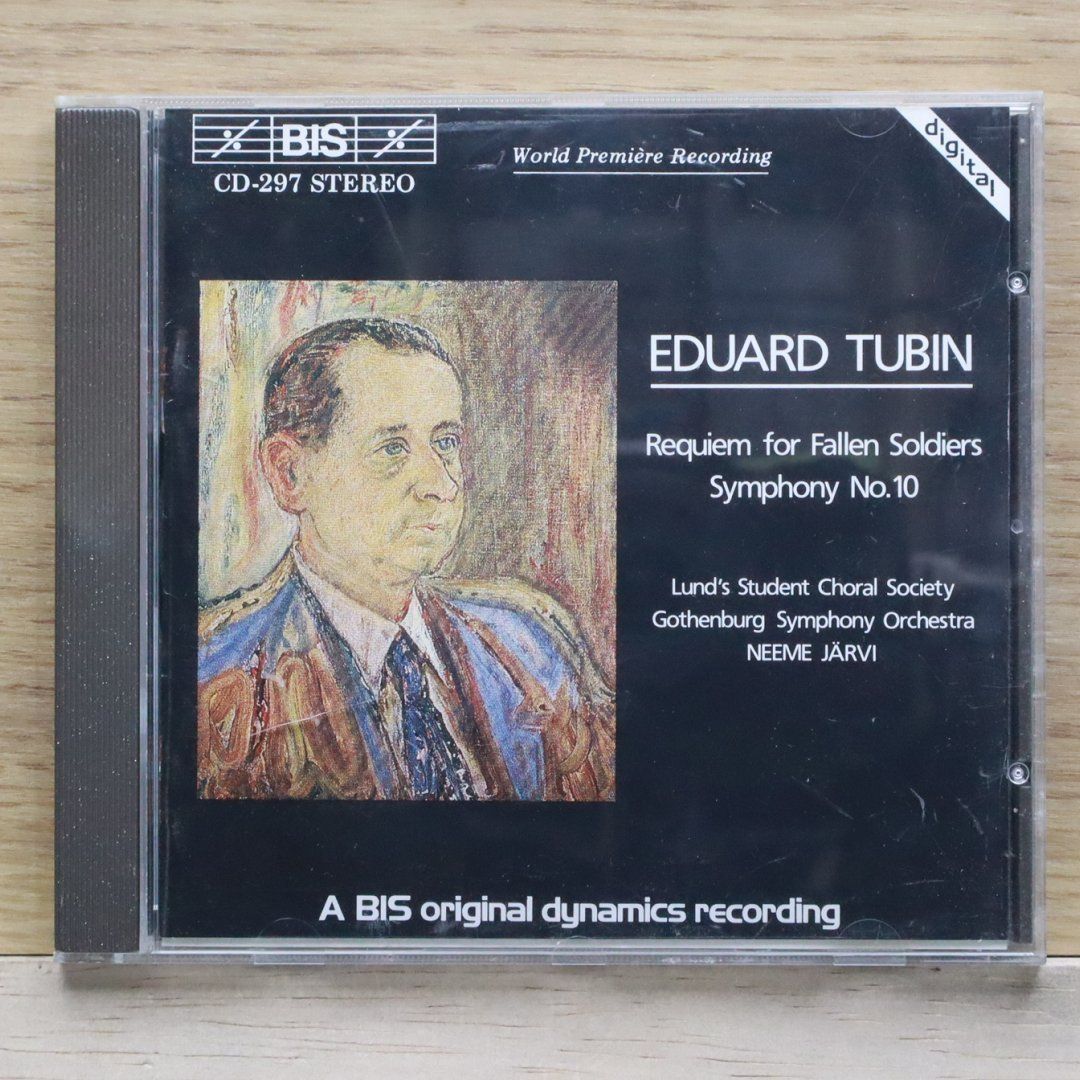 BIS
CD-297 STEREO
World Première Recording
digital
EDUARD TUBIN
Requiem for Fallen Soldiers
Symphony No.10
Lund's Student Choral Society
Gothenburg Symphony Orchestra
NEEME JÄRVI
A BIS original dynamics recording